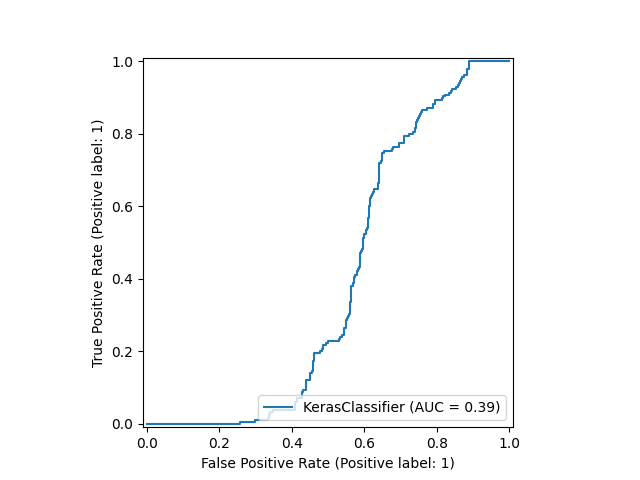 1.0
0.8
0.6
0.4
0.2
0.0
True Positive Rate (Positive label: 1)
KerasClassifier (AUC = 0.39)
0.0 0.2 0.4 0.6 0.8 1.0
False Positive Rate (Positive label: 1)